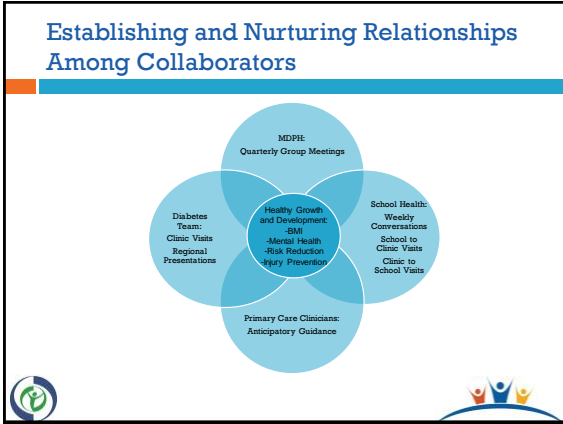 Establishing and Nurturing Relationships
Among Collaborators
MDPH:
Quarterly Group Meetings
Diabetes
Team:
Clinic Visits
Regional
Presentations
Healthy Growth
and Development:
-BMI
-Mental Health
-Risk Reduction
-Injury Prevention
School Health:
Weekly
Conversations
School to
Clinic Visits
Clinic to
School Visits
Primary Care Clinicians:
Anticipatory Guidance